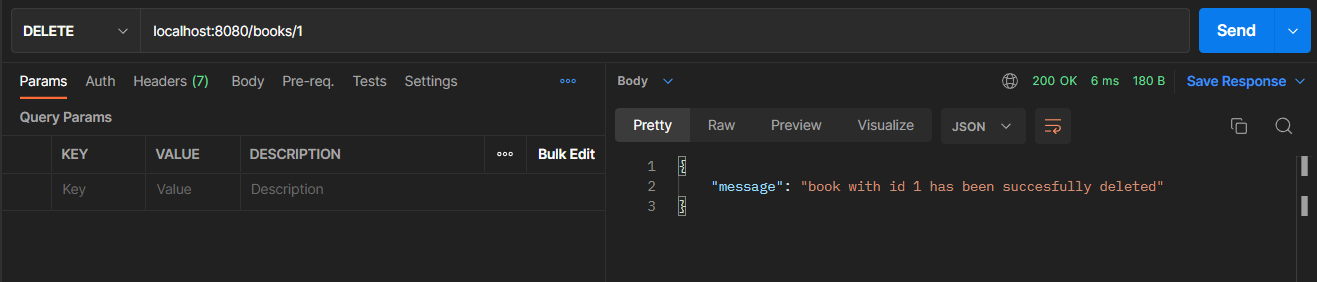 DELETE localhost:8080/books/1 Send
Params Auth Headers (7) Body Pre-req. Tests Settings
Body 200 OK 6 ms 180 B Save Response
Query Params
KEY VALUE DESCRIPTION Bulk Edit
Key Value Description
Pretty Raw Preview Visualize JSON
1 {
2 "message": "book with id 1 has been succesfully deleted"
3 }